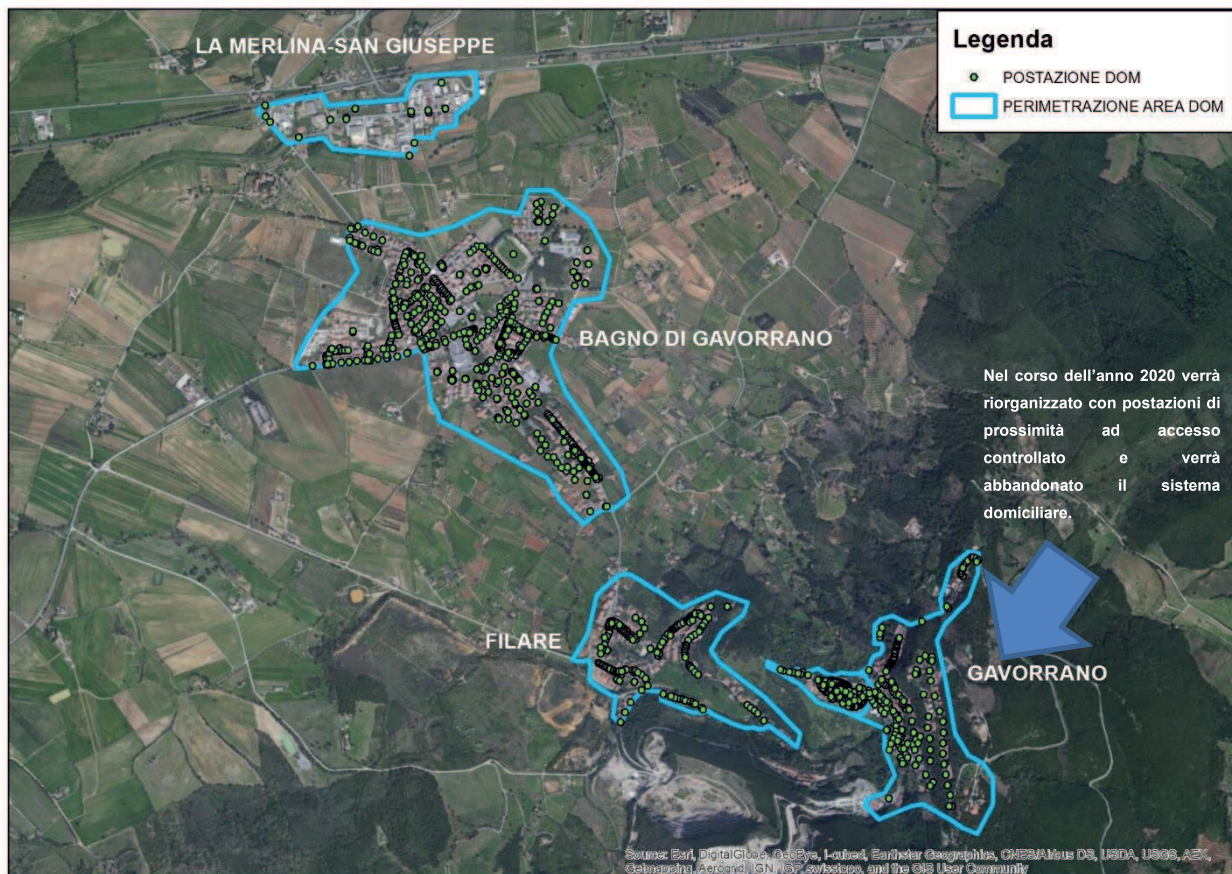 LA MERLINA-SAN GIUSEPPE
Legenda
POSTAZIONE DOM
PERIMETRAZIONE AREA DOM
BAGNO DI GAVORRANO
Nel corso dell'anno 2020 verrà
riorganizzato con postazioni di
prossimità ad accesso
controllato e verrà
abbandonato il sistema
domiciliare.
FILARE
GAVORRANO
Source: Esri, DigitalGlobe, GeoEye, i-cubed, Earthstar Geographics, CNES/Airbus DS, USDA, USGS, AEX,
Getmapping, Aerogrid, IGN, IGP, swisstopo, and the GIS User Community